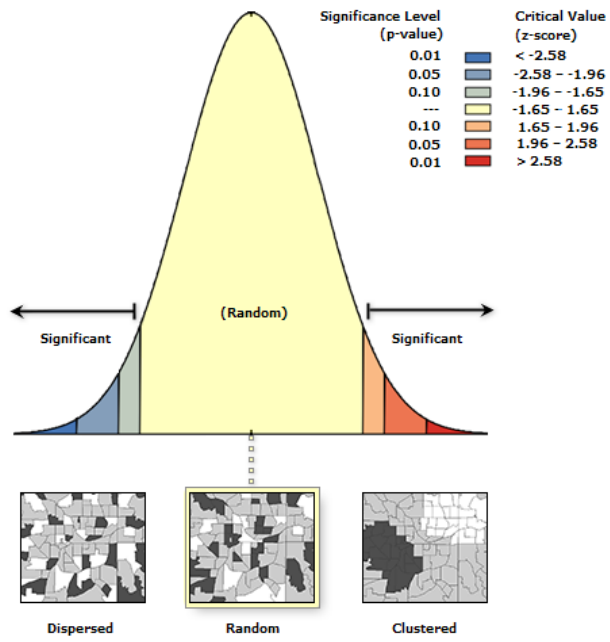 Significance Level Critical Value
(p-value) (z-score)
0.01 < -2.58
0.05 -2.58 – -1.96
0.10 -1.96 – -1.65
--- -1.65 – 1.65
0.10 1.65 – 1.96
0.05 1.96 – 2.58
0.01 > 2.58
(Random)
Significant Significant
Dispersed Random Clustered